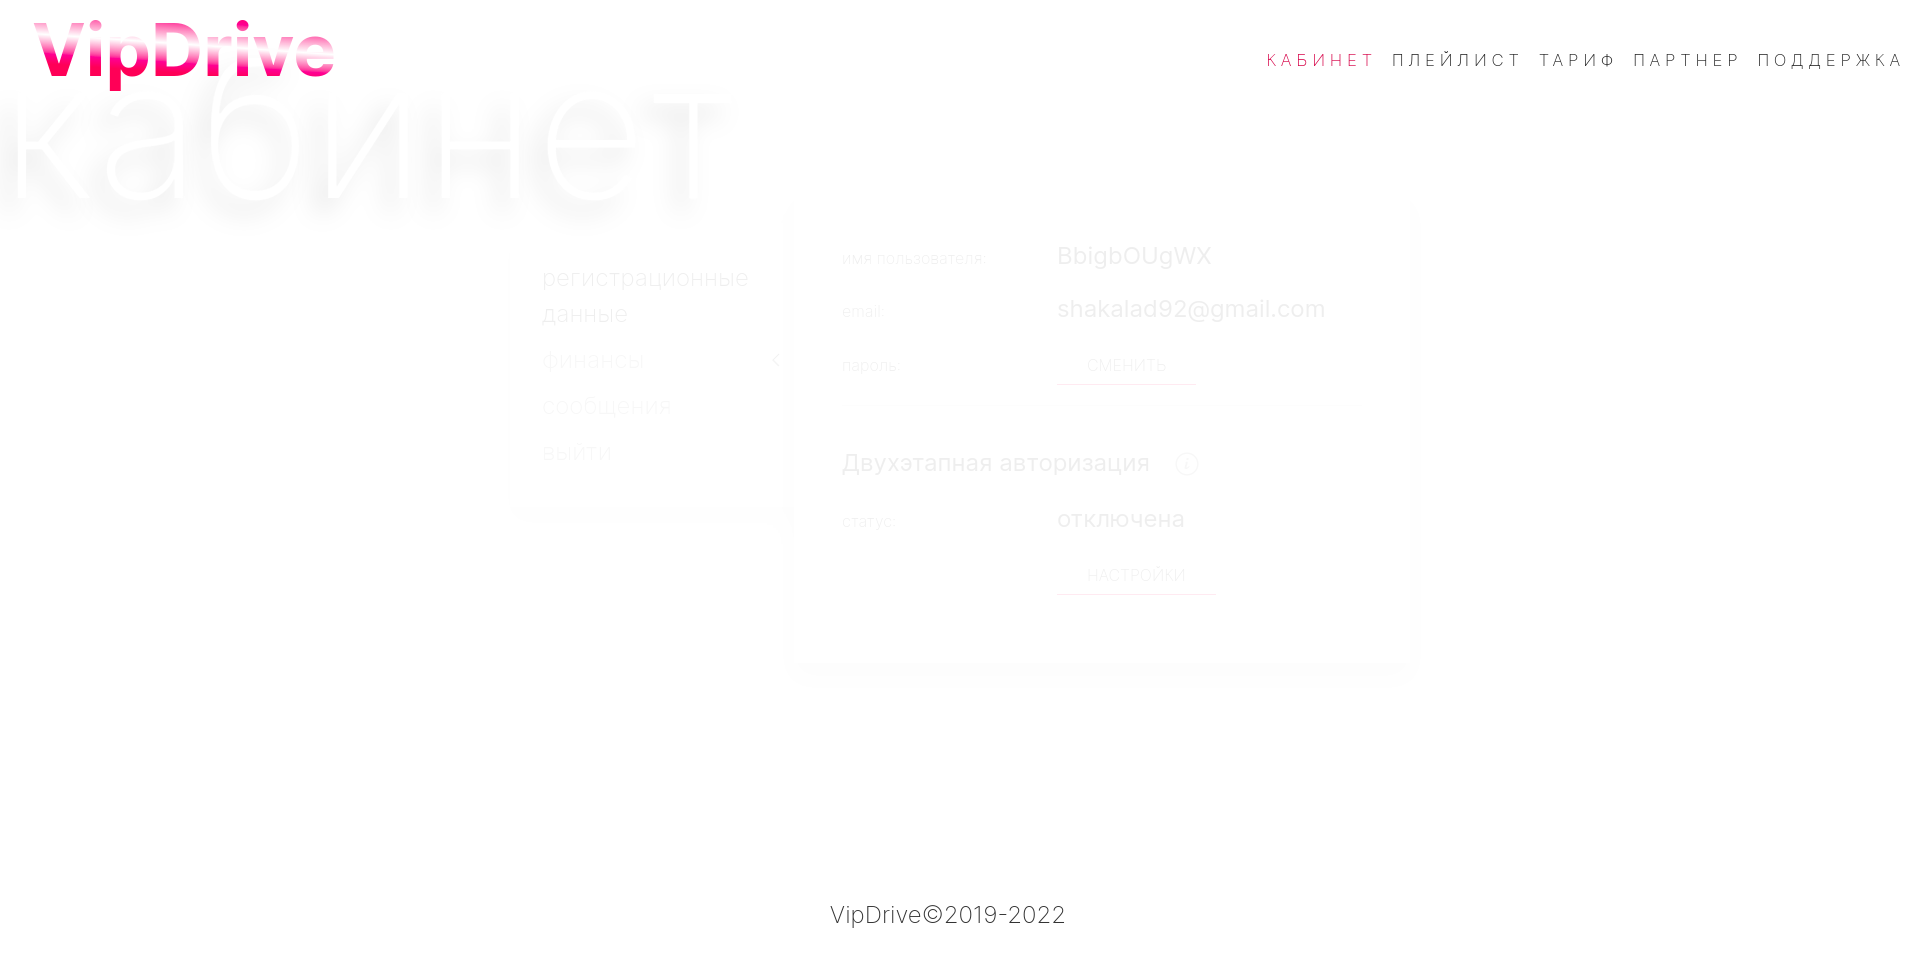 VipDrive
КАБИНЕТ ПЛЕЙЛИСТ ТАРИФ ПАРТНЕР ПОДДЕРЖКА
кабинет
регистрационные
данные
финансы
сообщения
выйти
имя пользователя: BbigbOUgWX
email shakalad92@gmail.com
пароль СМЕНИТЬ
Двухэтапная авторизация
статус: отключена
НАСТРОЙКИ
VipDrive©2019-2022